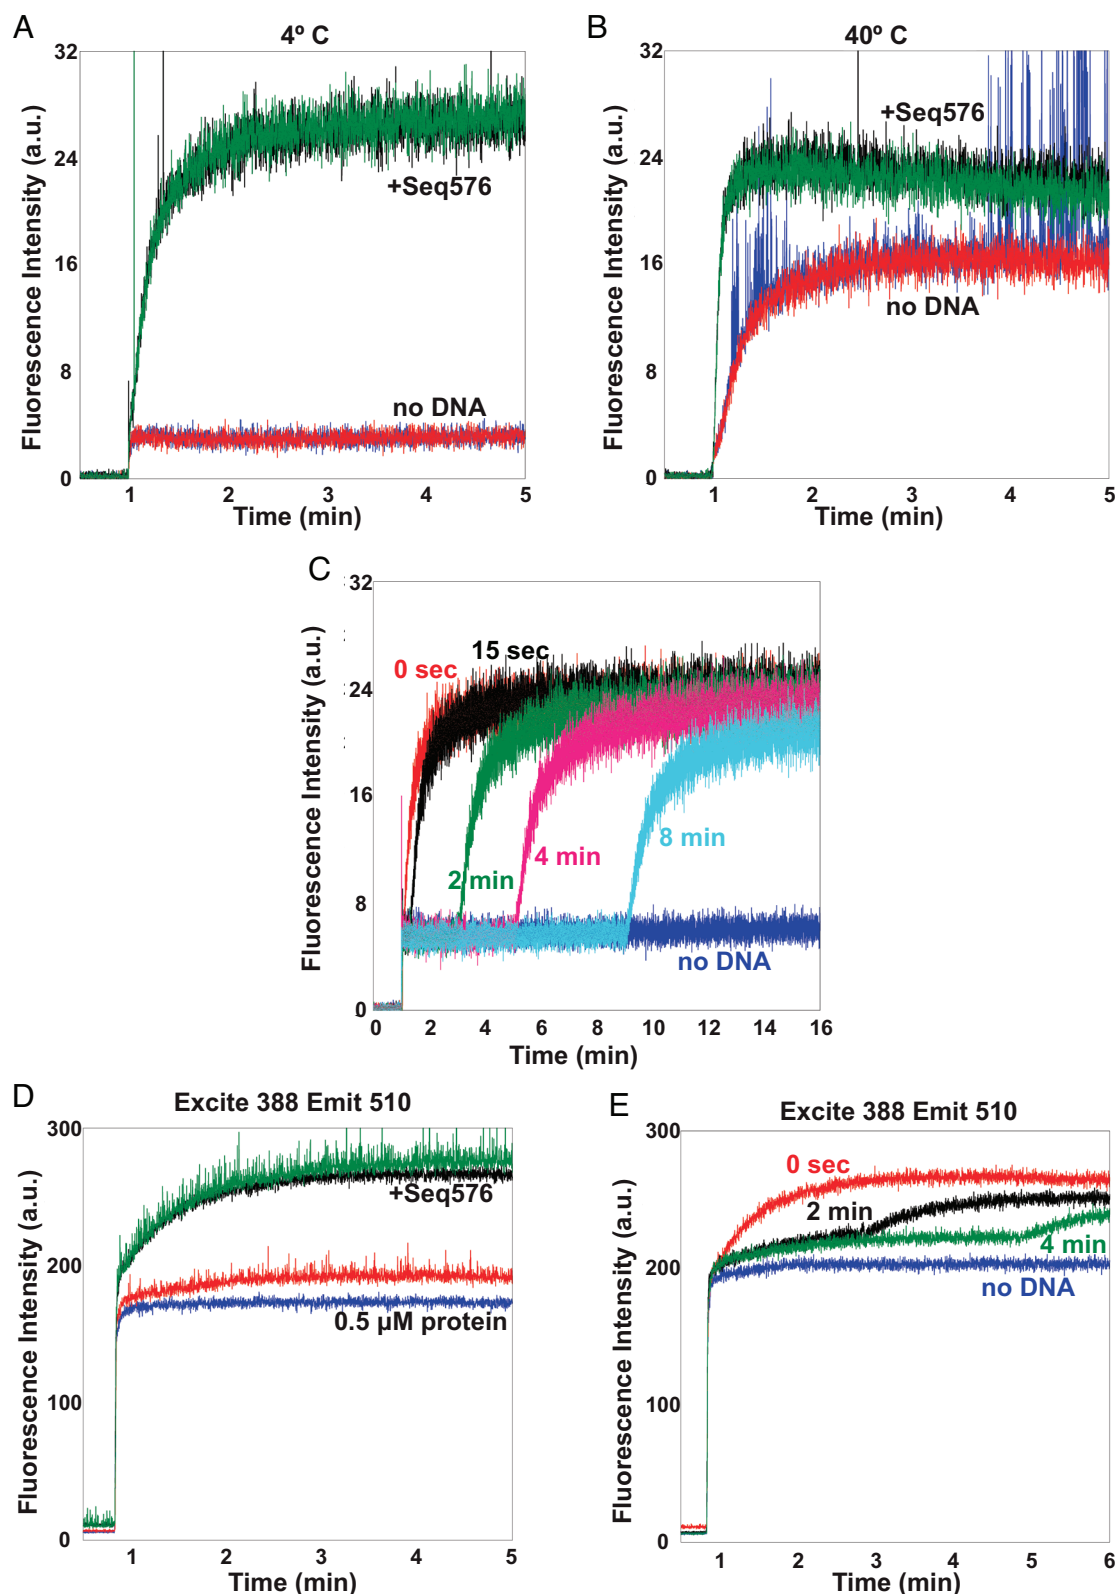 A
4º C
Fluorescence Intensity (a.u.)
32
24
16
8
0
+Seq576
no DNA
1 2 3 4 5
Time (min)
B
40º C
Fluorescence Intensity (a.u.)
32
24
16
8
0
+Seq576
no DNA
1 2 3 4 5
Time (min)
C
Fluorescence Intensity (a.u.)
32
24
16
8
0
0 sec
15 sec
2 min
4 min
8 min
no DNA
0 2 4 6 8 10 12 14 16
Time (min)
D
Excite 388 Emit 510
Fluorescence Intensity (a.u.)
300
200
100
0
+Seq576
0.5 µM protein
1 2 3 4 5
Time (min)
E
Excite 388 Emit 510
Fluorescence Intensity (a.u.)
300
200
100
0
0 sec
2 min
4 min
no DNA
1 2 3 4 5 6
Time (min)